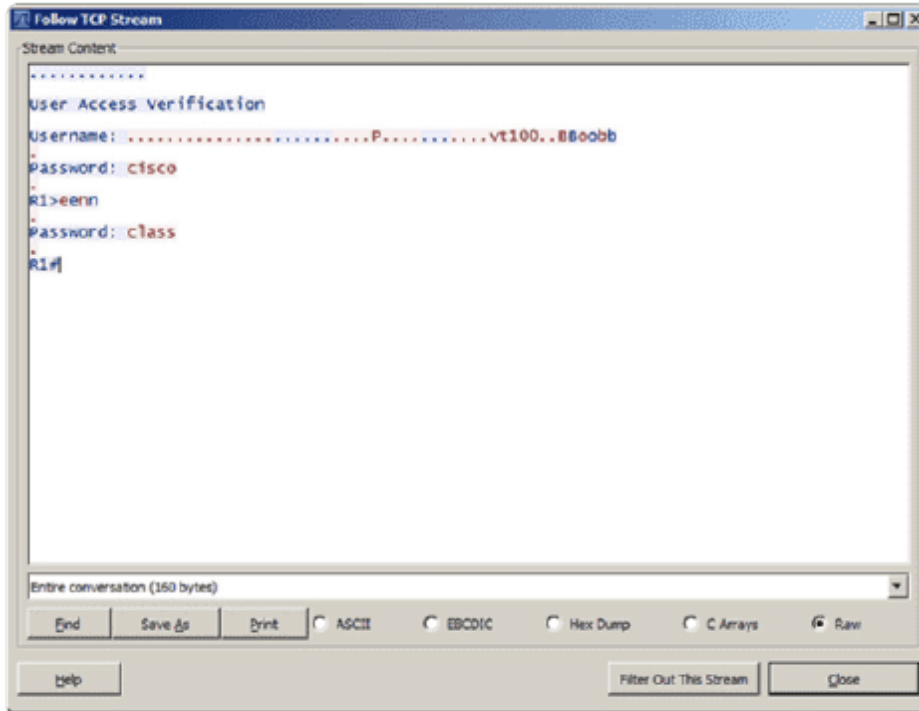 Follow TCP Stream
Stream Content
............
User Access Verification
Username: .........................P...........vt100..BBoobb
.
Password: cisco
.
R1>eenn
.
Password: class
.
R1#
Entire conversation (160 bytes)
Find Save As Print ASCII EBCDIC Hex Dump C Arrays Raw
Help Filter Out This Stream Close